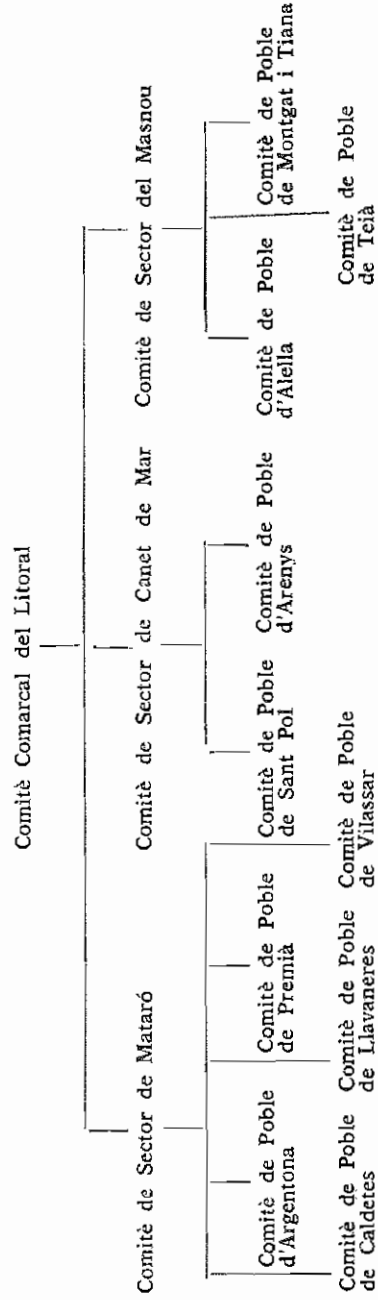 Comitè Comarcal del Litoral
Comitè de Sector de Mataró
Comitè de Sector de Canet de Mar
Comitè de Sector del Masnou
Comitè de Poble
d'Argentona
Comitè de Poble
de Premià
Comitè de Poble
de Sant Pol
Comitè de Poble
d'Arenys
Comitè de Poble
d'Alella
Comitè de Poble
de Montgat i Tiana
Comitè de Poble
de Caldetes
Comitè de Poble
de Llavaneres
Comitè de Poble
de Vilassar
Comitè de Poble
de Teià